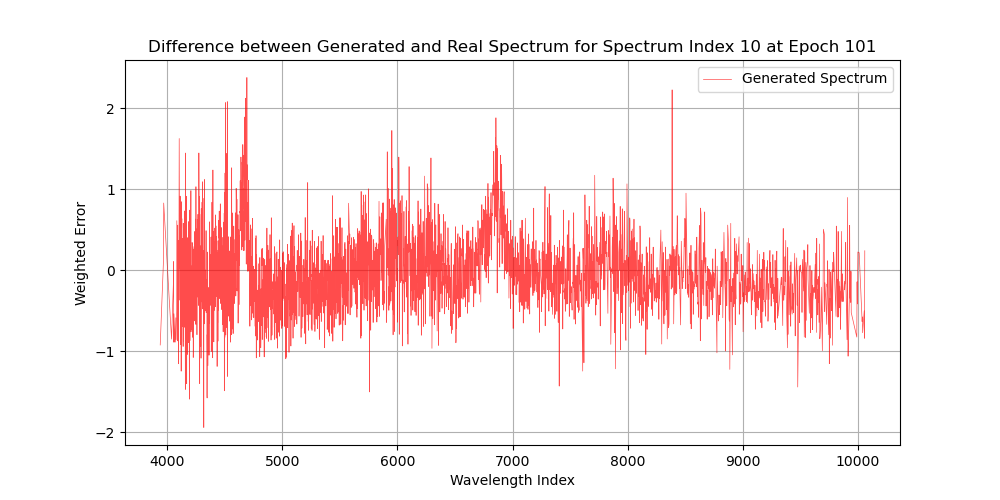 Difference between Generated and Real Spectrum for Spectrum Index 10 at Epoch 101
Generated Spectrum
Weighted Error
2
1
0
−1
−2
4000 5000 6000 7000 8000 9000 10000
Wavelength Index